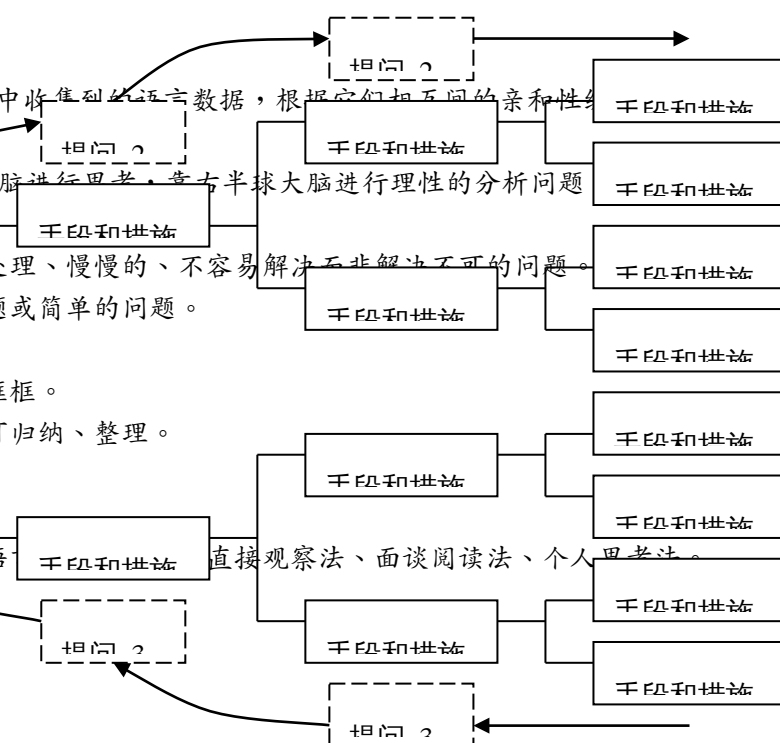 提问 2
中收集到的语言数据，根据它们相互间的亲和性
手段和措施
提问 2
手段和措施
脑进行思考，靠右半球大脑进行理性的分析问题
手段和措施
手段和措施
处理、慢慢的、不容易解决而非解决不可的问题。
手段和措施
手段和措施
题或简单的问题。
手段和措施
框框。
手段和措施
可归纳、整理。
手段和措施
手段和措施
手段和措施
直接观察法、面谈阅读法、个人思考法。
手段和措施
手段和措施
提问 3
手段和措施
提问 3